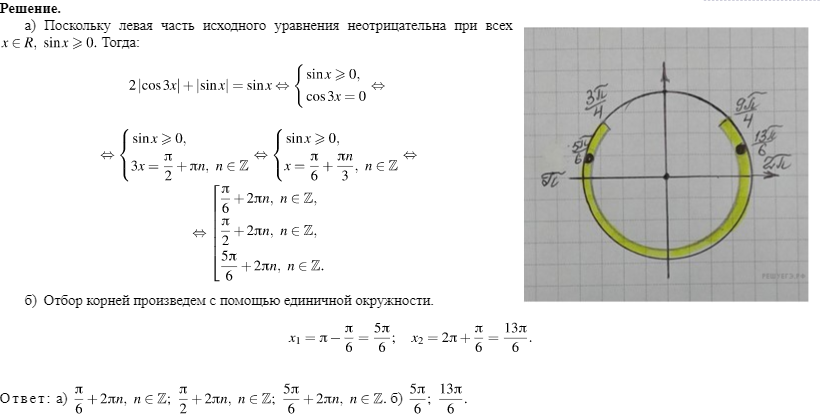 Решение.
а) Поскольку левая часть исходного уравнения неотрицательна при всех
x ∈ R, sin x ⩾ 0. Тогда:
2|cos 3x| + |sin x| = sin x ⇔ { sin x ⩾ 0, cos 3x = 0 ⇔
⇔ { sin x ⩾ 0, 3x = π/2 + πn, n ∈ ℤ ⇔ { sin x ⩾ 0, x = π/6 + πn/3, n ∈ ℤ ⇔
⇔ [ π/6 + 2πn, n ∈ ℤ,
π/2 + 2πn, n ∈ ℤ,
5π/6 + 2πn, n ∈ ℤ.
3π/4
9π/4
5π/6
13π/6
π
2π
РЕШУЕГЭ.РФ
б) Отбор корней произведем с помощью единичной окружности.
x₁ = π − π/6 = 5π/6; x₂ = 2π + π/6 = 13π/6.
Ответ: а) π/6 + 2πn, n ∈ ℤ; π/2 + 2πn, n ∈ ℤ; 5π/6 + 2πn, n ∈ ℤ. б) 5π/6; 13π/6.